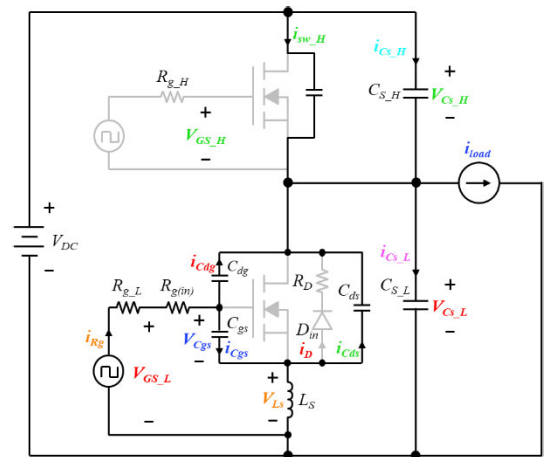 i_sw_H
i_Cs_H
R_g_H
C_S_H
+
V_Cs_H
−
+
V_GS_H
−
i_load
+
V_DC
−
i_Cdg
C_dg
R_D
C_ds
i_Cs_L
C_S_L
+
V_Cs_L
−
R_g_L
R_g(in)
C_gs
D_in
i_Rg
+
+
V_Cgs
−
i_Cgs
i_D
i_Cds
V_GS_L
−
+
V_Ls
−
L_S